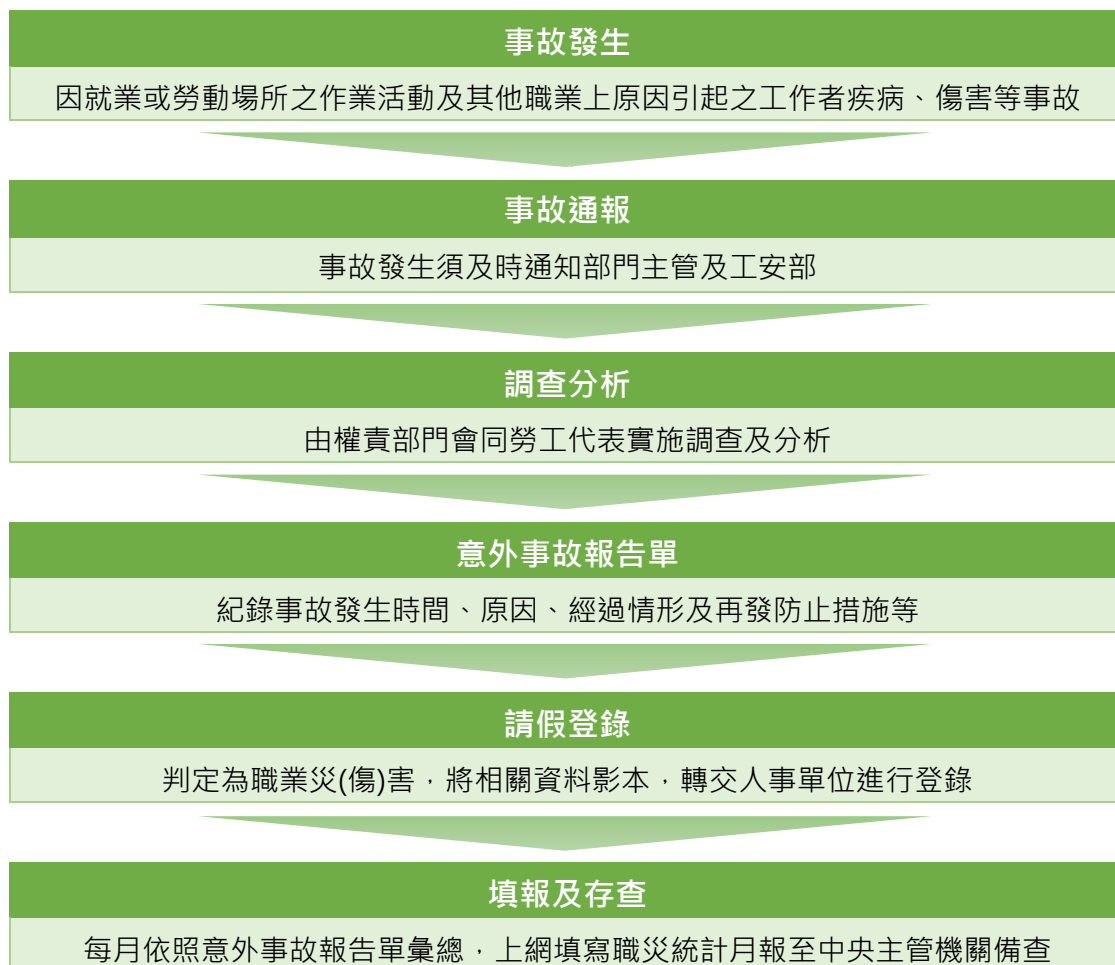 事故發生
因就業或勞動場所之作業活動及其他職業上原因引起之工作者疾病、傷害等事故
事故通報
事故發生須及時通知部門主管及工安部
調查分析
由權責部門會同勞工代表實施調查及分析
意外事故報告單
紀錄事故發生時間、原因、經過情形及再發防止措施等
請假登錄
判定為職業災(傷)害，將相關資料影本，轉交人事單位進行登錄
填報及存查
每月依照意外事故報告單彙總，上網填寫職災統計月報至中央主管機關備查